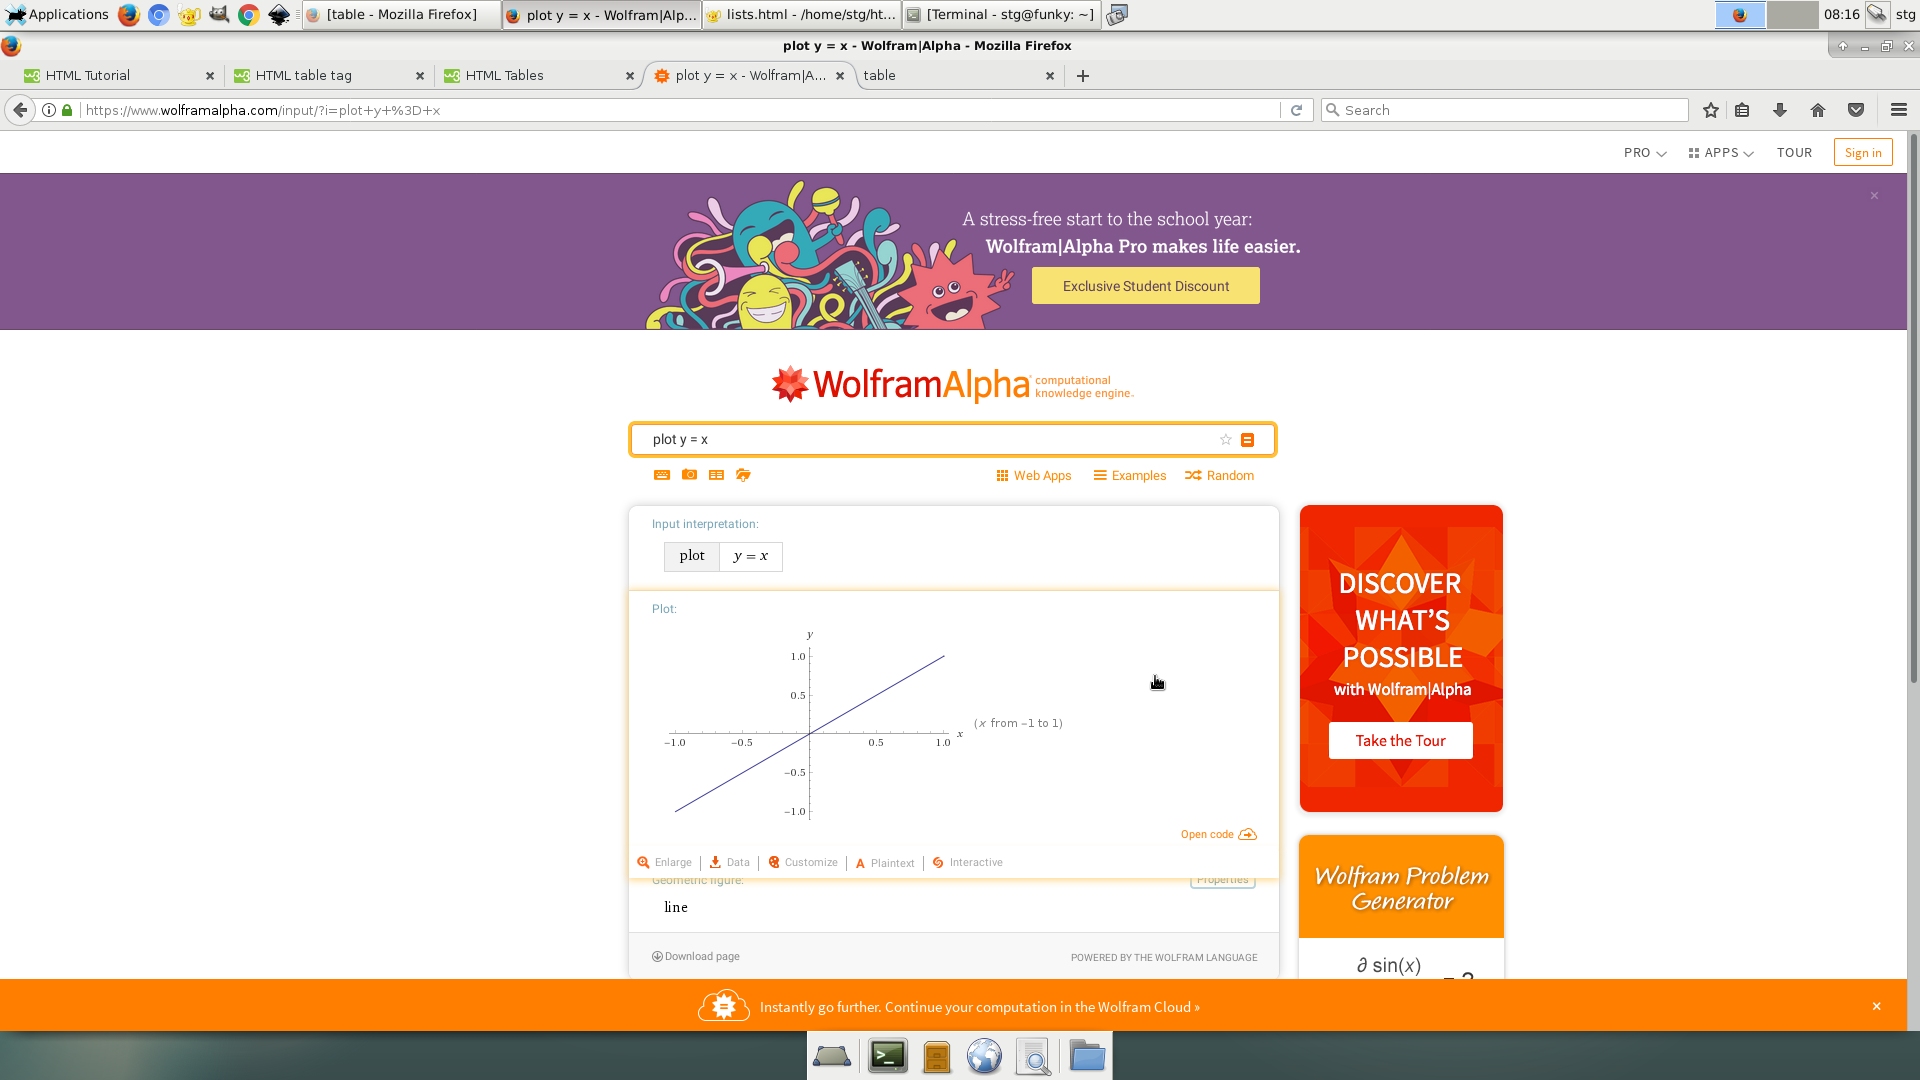 Applications
[table - Mozilla Firefox]
plot y = x - Wolfram|Alp...
lists.html - /home/stg/ht...
[Terminal - stg@funky: ~]
08:16
stg
plot y = x - Wolfram|Alpha - Mozilla Firefox
HTML Tutorial
HTML table tag
HTML Tables
plot y = x - Wolfram|A...
table
https://www.wolframalpha.com/input/?i=plot+y+%3D+x
Search
PRO
APPS
TOUR
Sign in
A stress-free start to the school year:
Wolfram|Alpha Pro makes life easier.
Exclusive Student Discount
WolframAlpha computational
knowledge engine.
plot y = x
Web Apps
Examples
Random
Input interpretation:
plot y = x
Plot:
y
1.0
0.5
-1.0 -0.5 0.5 1.0 x
(x from -1 to 1)
-0.5
-1.0
Open code
Enlarge
Data
Customize
A Plaintext
Interactive
Geometric figure:
Properties
line
Download page
POWERED BY THE WOLFRAM LANGUAGE
DISCOVER
WHAT'S
POSSIBLE
with Wolfram|Alpha
Take the Tour
Wolfram Problem
Generator
∂ sin(x)
Instantly go further. Continue your computation in the Wolfram Cloud »